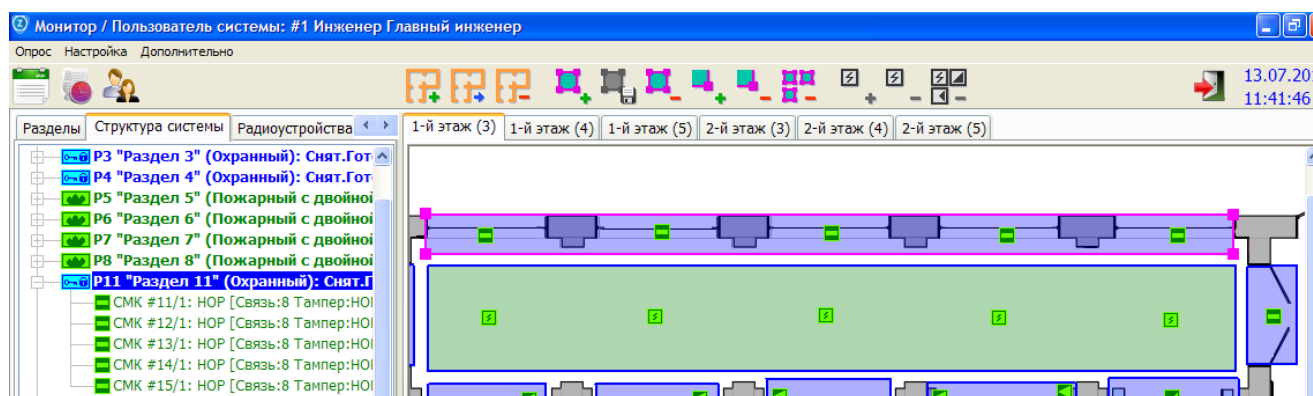 Монитор / Пользователь системы: #1 Инженер Главный инженер
Опрос Настройка Дополнительно
13.07.20
11:41:46
Разделы Структура системы Радиоустройства
1-й этаж (3) 1-й этаж (4) 1-й этаж (5) 2-й этаж (3) 2-й этаж (4) 2-й этаж (5)
P3 "Раздел 3" (Охранный): Снят.Гот
P4 "Раздел 4" (Охранный): Снят.Гот
P5 "Раздел 5" (Пожарный с двойной
P6 "Раздел 6" (Пожарный с двойной
P7 "Раздел 7" (Пожарный с двойной
P8 "Раздел 8" (Пожарный с двойной
P11 "Раздел 11" (Охранный): Снят.Г
СМК #11/1: НОР [Связь:8 Тампер:НО
СМК #12/1: НОР [Связь:8 Тампер:НО
СМК #13/1: НОР [Связь:8 Тампер:НО
СМК #14/1: НОР [Связь:8 Тампер:НО
СМК #15/1: НОР [Связь:8 Тампер:НО